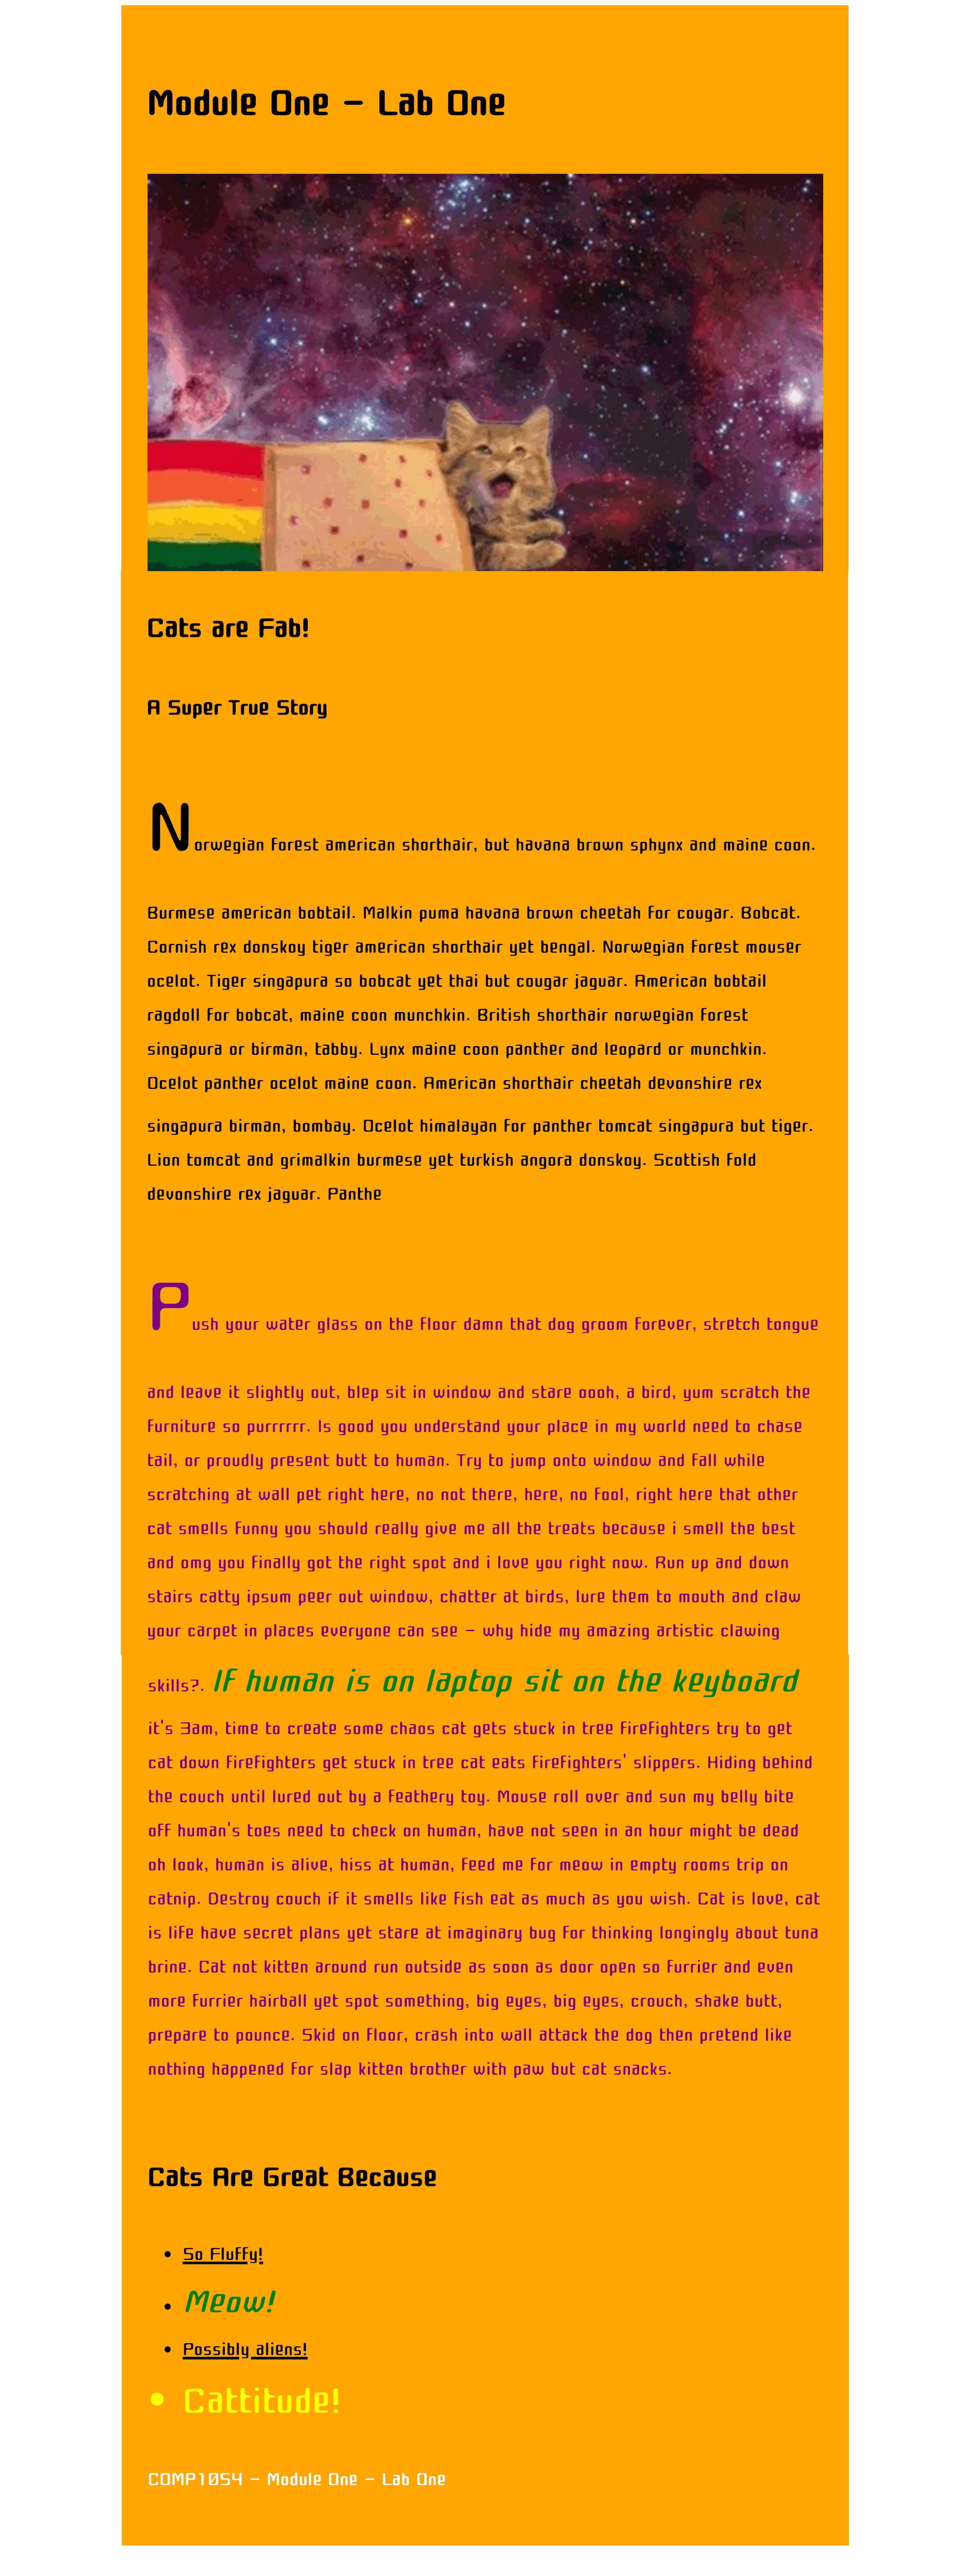 Module One - Lab One
Cats are Fab!
A Super True Story
Norwegian forest american shorthair, but havana brown sphynx and maine coon.
Burmese american bobtail. Malkin puma havana brown cheetah for cougar. Bobcat.
Cornish rex donskoy tiger american shorthair yet bengal. Norwegian forest mouser
ocelot. Tiger singapura so bobcat yet thai but cougar jaguar. American bobtail
ragdoll for bobcat, maine coon munchkin. British shorthair norwegian forest
singapura or birman, tabby. Lynx maine coon panther and leopard or munchkin.
Ocelot panther ocelot maine coon. American shorthair cheetah devonshire rex
singapura birman, bombay. Ocelot himalayan for panther tomcat singapura but tiger.
Lion tomcat and grimalkin burmese yet turkish angora donskoy. Scottish fold
devonshire rex jaguar. Panthe
Push your water glass on the floor damn that dog groom forever, stretch tongue
and leave it slightly out, blep sit in window and stare oooh, a bird, yum scratch the
furniture so purrrrrr. Is good you understand your place in my world need to chase
tail, or proudly present butt to human. Try to jump onto window and fall while
scratching at wall pet right here, no not there, here, no fool, right here that other
cat smells funny you should really give me all the treats because i smell the best
and omg you finally got the right spot and i love you right now. Run up and down
stairs catty ipsum peer out window, chatter at birds, lure them to mouth and claw
your carpet in places everyone can see - why hide my amazing artistic clawing
skills?. If human is on laptop sit on the keyboard
it's 3am, time to create some chaos cat gets stuck in tree firefighters try to get
cat down firefighters get stuck in tree cat eats firefighters' slippers. Hiding behind
the couch until lured out by a feathery toy. Mouse roll over and sun my belly bite
off human's toes need to check on human, have not seen in an hour might be dead
oh look, human is alive, hiss at human, feed me for meow in empty rooms trip on
catnip. Destroy couch if it smells like fish eat as much as you wish. Cat is love, cat
is life have secret plans yet stare at imaginary bug for thinking longingly about tuna
brine. Cat not kitten around run outside as soon as door open so furrier and even
more furrier hairball yet spot something, big eyes, big eyes, crouch, shake butt,
prepare to pounce. Skid on floor, crash into wall attack the dog then pretend like
nothing happened for slap kitten brother with paw but cat snacks.
Cats Are Great Because
• So Fluffy!
• Meow!
• Possibly aliens!
• Cattitude!
COMP1054 - Module One - Lab One